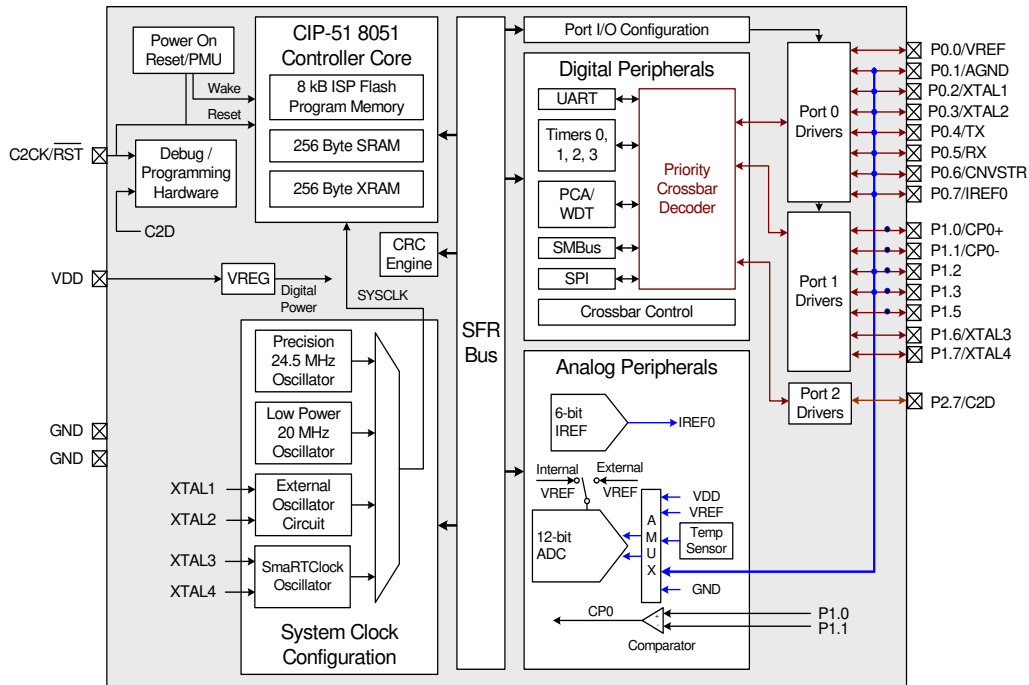 Power On
Reset/PMU
Wake
Reset
C2CK/RST
Debug /
Programming
Hardware
C2D
VDD
VREG
Digital
Power
SYSCLK
GND
GND
XTAL1
XTAL2
XTAL3
XTAL4
CIP-51 8051
Controller Core
8 kB ISP Flash
Program Memory
256 Byte SRAM
256 Byte XRAM
CRC
Engine
Precision
24.5 MHz
Oscillator
Low Power
20 MHz
Oscillator
External
Oscillator
Circuit
SmaRTClock
Oscillator
System Clock
Configuration
SFR
Bus
Port I/O Configuration
Digital Peripherals
UART
Timers 0,
1, 2, 3
PCA/
WDT
SMBus
SPI
Priority
Crossbar
Decoder
Crossbar Control
Analog Peripherals
6-bit
IREF
IREF0
Internal
VREF
External
VREF
12-bit
ADC
A
M
U
X
VDD
VREF
Temp
Sensor
GND
CP0
+
-
Comparator
P1.0
P1.1
Port 0
Drivers
Port 1
Drivers
Port 2
Drivers
P0.0/VREF
P0.1/AGND
P0.2/XTAL1
P0.3/XTAL2
P0.4/TX
P0.5/RX
P0.6/CNVSTR
P0.7/IREF0
P1.0/CP0+
P1.1/CP0-
P1.2
P1.3
P1.5
P1.6/XTAL3
P1.7/XTAL4
P2.7/C2D